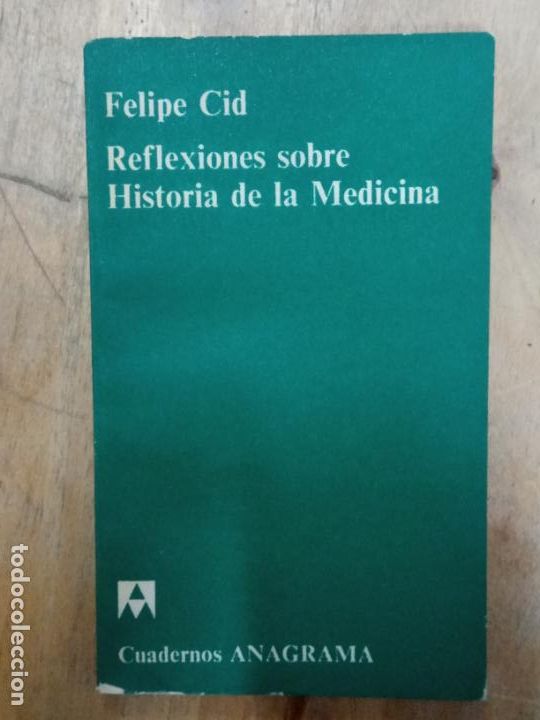 Felipe Cid
Reflexiones sobre
Historia de la Medicina
Cuadernos ANAGRAMA
todocoleccion